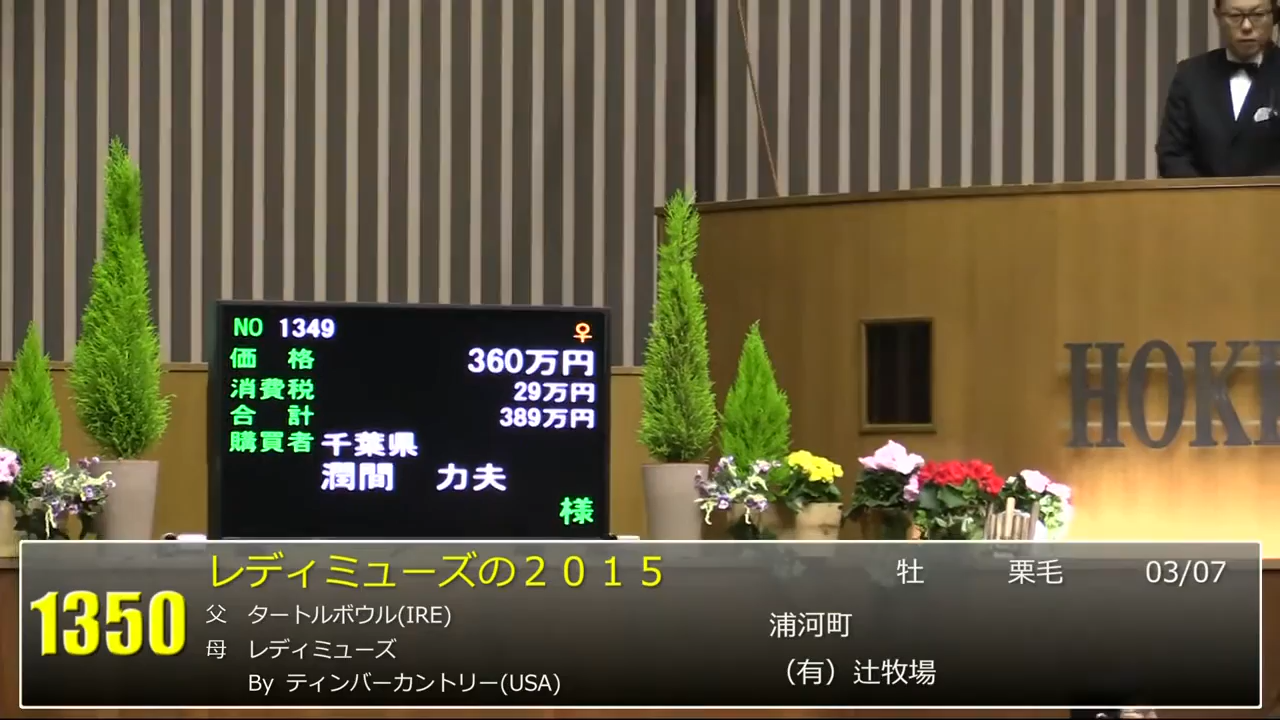 NO 1349 ♀
価 格 360万円
消費税 29万円
合 計 389万円
購買者 千葉県
潤間 力夫
様
HOK
1350
レディミューズの２０１５ 牡 栗毛 03/07
父 タートルボウル(IRE)
浦河町
母 レディミューズ
（有）辻牧場
By ティンバーカントリー(USA)